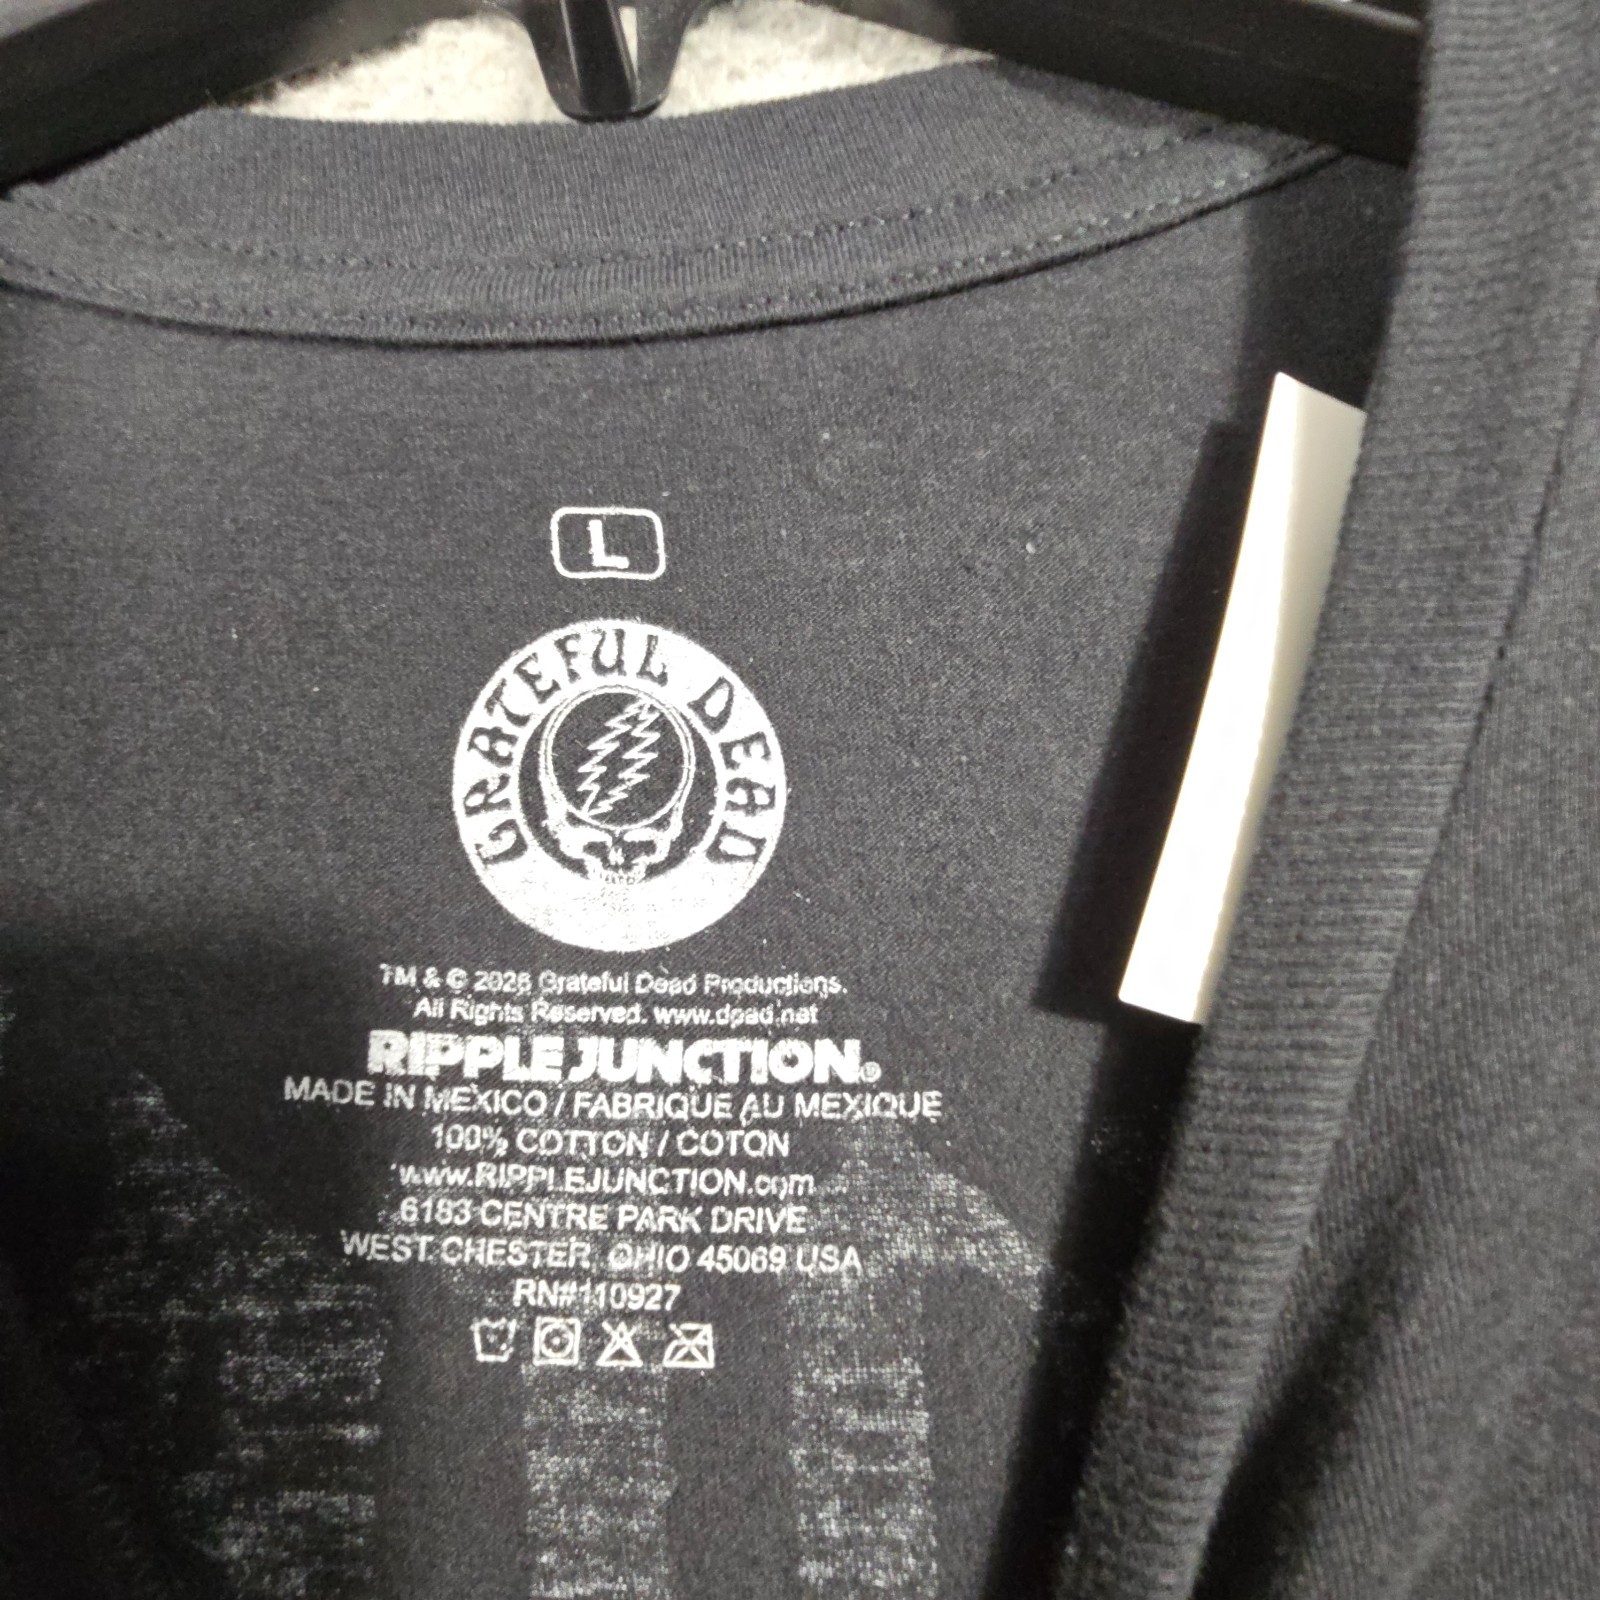 L
GRATEFUL DEAD
TM & © 2026 Grateful Dead Productions.
All Rights Reserved. www.dead.net
RIPPLE JUNCTION®
MADE IN MEXICO / FABRIQUE AU MEXIQUE
100% COTTON / COTON
www.RIPPLEJUNCTION.com
6183 CENTRE PARK DRIVE
WEST CHESTER, OHIO 45069 USA
RN#110927